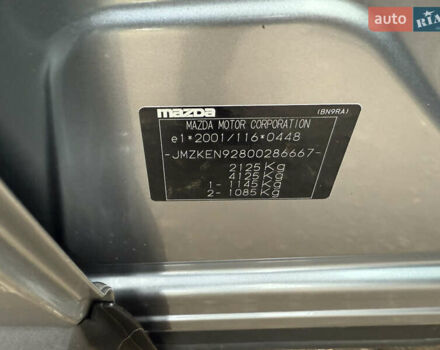 auto RIA
mazda
(BN9RA)
MAZDA MOTOR CORPORATION
e1*2001/116*0448
-JMZKEN92800286667-
2125 Kg
4125 Kg
1- 1145 Kg
2- 1085 Kg